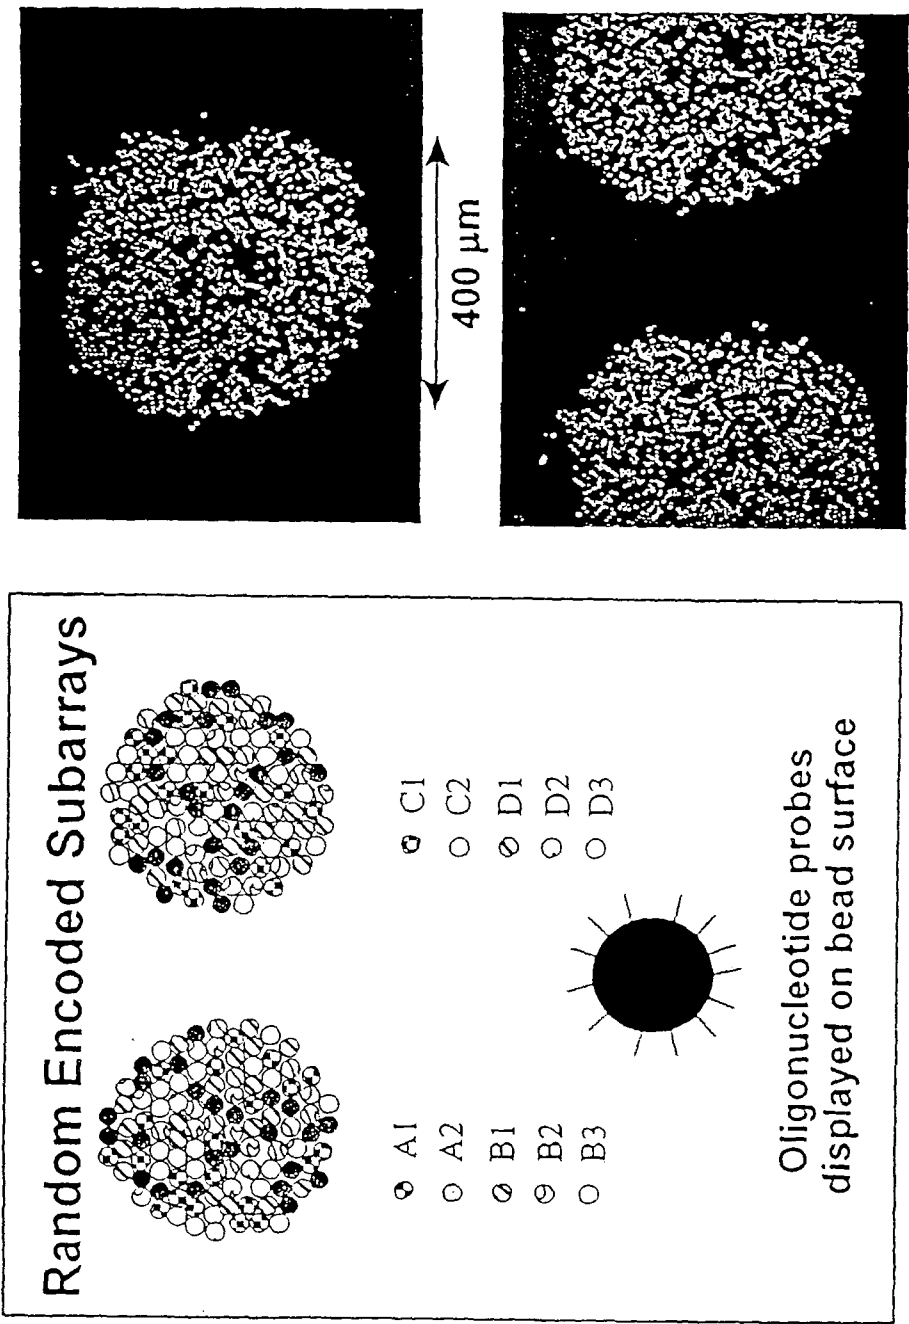 Random Encoded Subarrays
A1
A2
B1
B2
B3
C1
C2
D1
D2
D3
Oligonucleotide probes
displayed on bead surface
400 μm